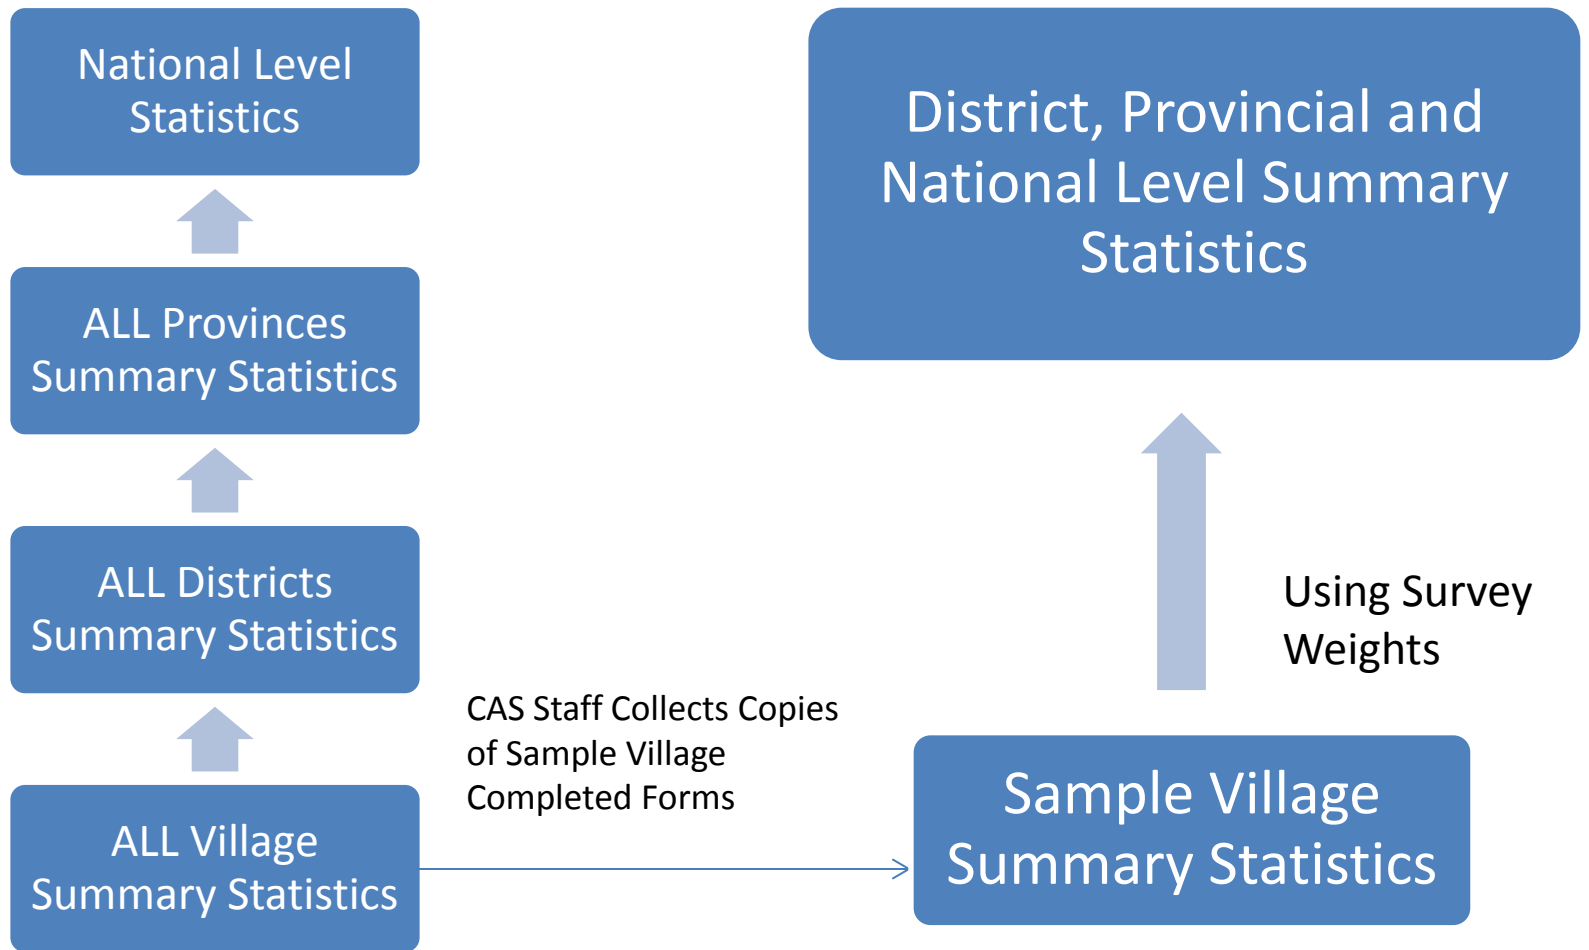 National Level
Statistics
ALL Provinces
Summary Statistics
ALL Districts
Summary Statistics
ALL Village
Summary Statistics
CAS Staff Collects Copies
of Sample Village
Completed Forms
District, Provincial and
National Level Summary
Statistics
Using Survey
Weights
Sample Village
Summary Statistics